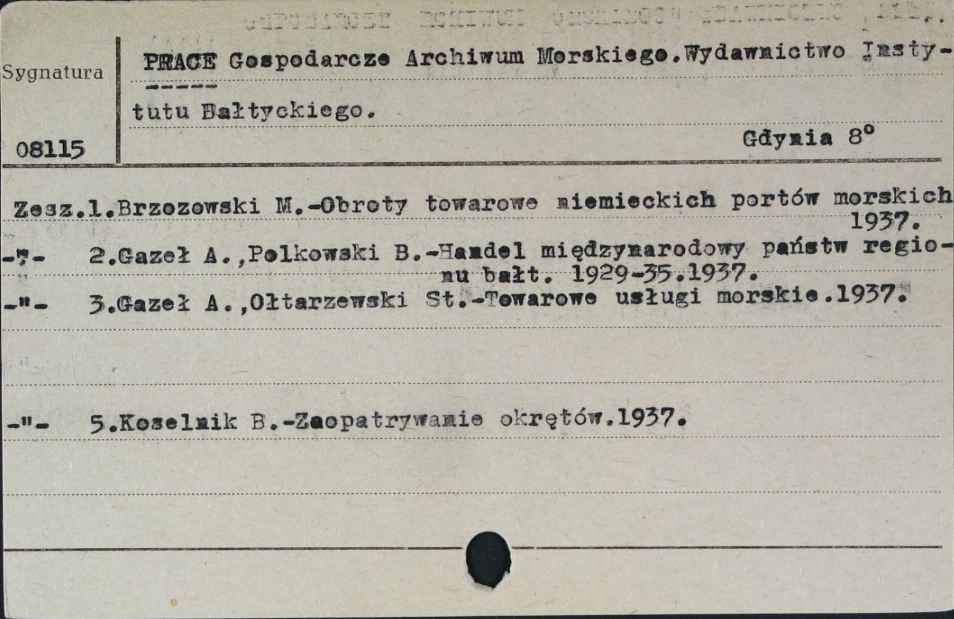 Sygnatura
08115
PRACE Gospodarcze Archiwum Morskiego.Wydawnictwo Insty-
tutu Bałtyckiego.
Gdynia 8°
Zesz.1.Brzozowski M.-Obroty towarowe niemieckich portów morskich
1937.
-"- 2.Gazeł A.,Polkowski B.-Handel międzynarodowy państw regio-
nu bałt. 1929-35.1937.
-"- 3.Gazeł A.,Ołtarzewski St.-Towarowe usługi morskie.1937.
-"- 5.Koselnik B.-Zaopatrywanie okrętów.1937.